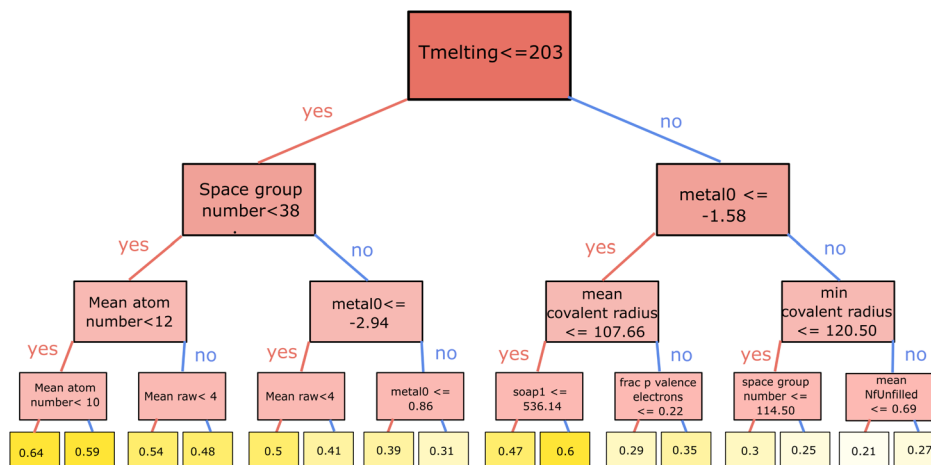 Tmelting<=203
yes
no
Space group
number<38
.
metal0 <=
-1.58
yes
no
yes
no
Mean atom
number<12
metal0<=
-2.94
mean
covalent radius
<= 107.66
min
covalent radius
<= 120.50
yes
no
yes
no
yes
no
yes
no
Mean atom
number< 10
Mean raw< 4
Mean raw<4
metal0 <=
0.86
soap1 <=
536.14
frac p valence
electrons
<= 0.22
space group
number <=
114.50
mean
NfUnfilled
<= 0.69
0.64
0.59
0.54
0.48
0.5
0.41
0.39
0.31
0.47
0.6
0.29
0.35
0.3
0.25
0.21
0.27